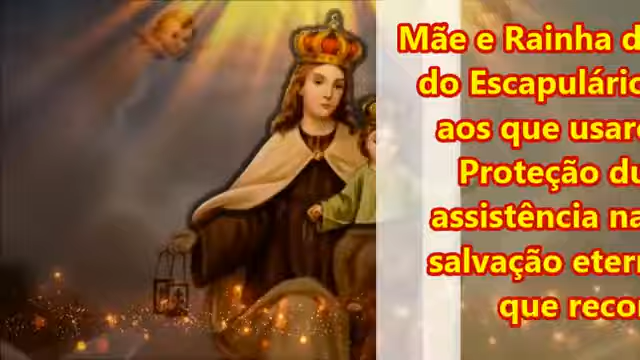 Mãe e Rainha d
do Escapulário
aos que usare
Proteção du
assistência na
salvação etern
que recor